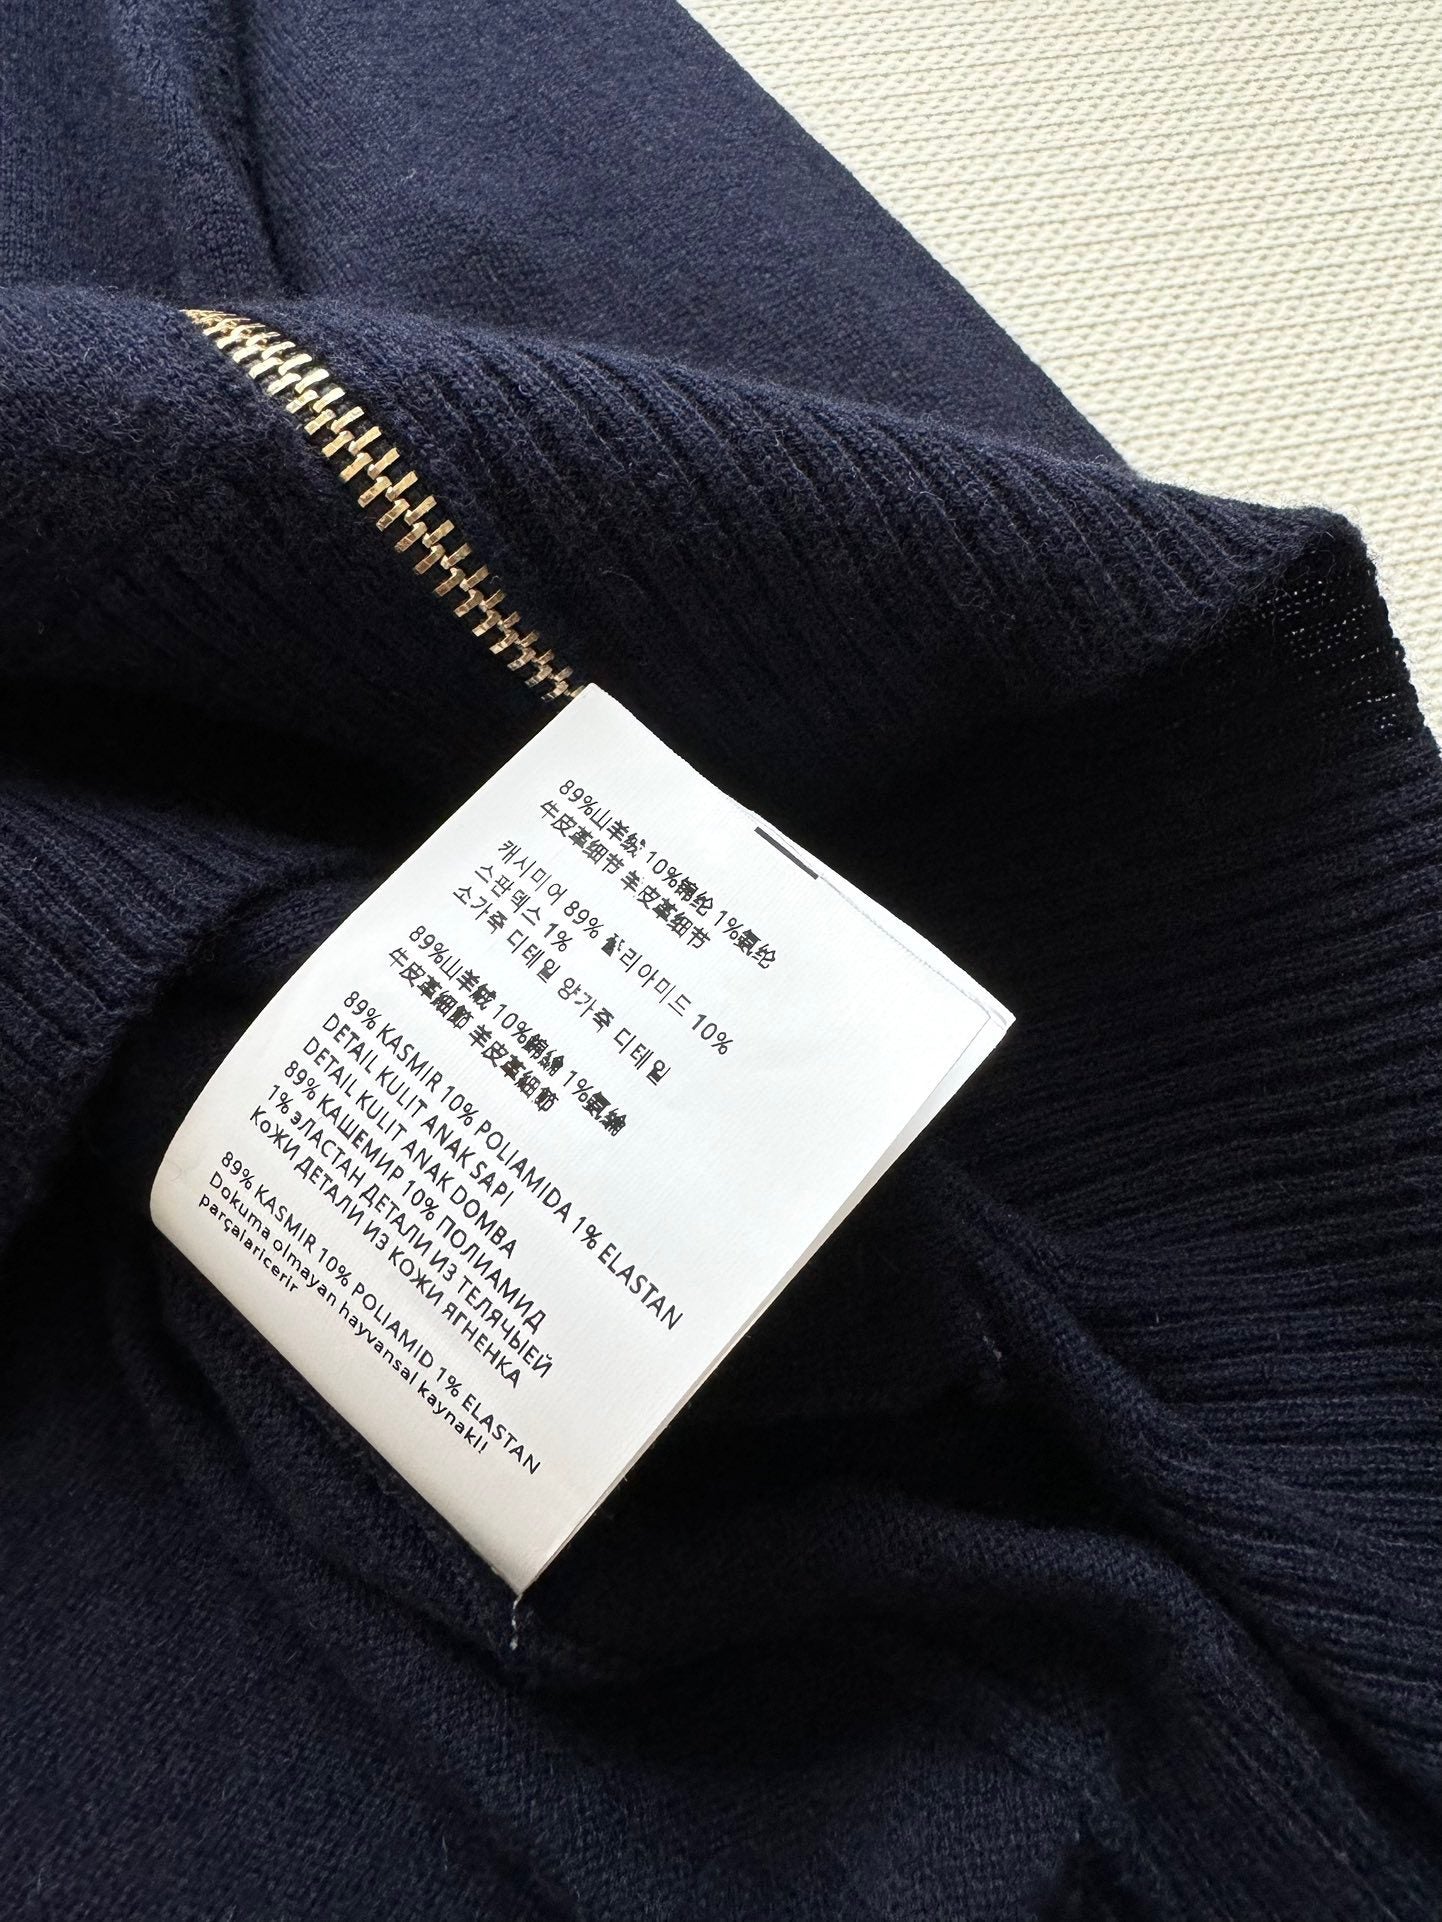 89%山羊绒 10%锦纶 1%氨纶
牛皮革细节 羊皮革细节
캐시미어 89% 폴리아미드 10%
스판덱스 1%
소가죽 디테일 양가죽 디테일
89%山羊絨 10%錦綸 1%氨綸
牛皮革細節 羊皮革細節
89% KASMIR 10% POLIAMIDA 1% ELASTAN
DETAIL KULIT ANAK SAPI
DETAIL KULIT ANAK DOMBA
89% КАШЕМИР 10% ПОЛИАМИД
1% эЛАСТАН ДЕТАЛИ ИЗ ТЕЛЯЧЫЕЙ
КоЖИ ДЕТАЛИ ИЗ КОЖИ ЯГНЕНКА
89% KASMIR 10% POLIAMID 1% ELASTAN
Dokuma olmayan hayvansal kaynakl!
parçalaricerir